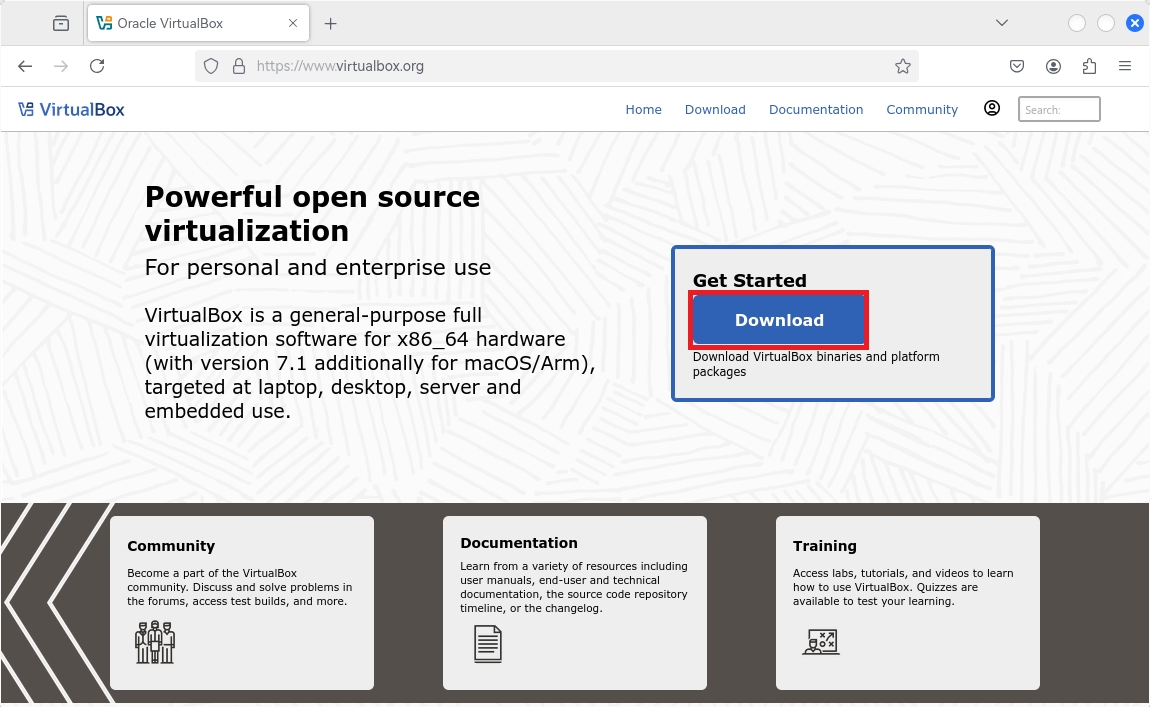 Oracle VirtualBox
https://www.virtualbox.org
VirtualBox
Home
Download
Documentation
Community
Search:
Powerful open source
virtualization
For personal and enterprise use
VirtualBox is a general-purpose full
virtualization software for x86_64 hardware
(with version 7.1 additionally for macOS/Arm),
targeted at laptop, desktop, server and
embedded use.
Get Started
Download
Download VirtualBox binaries and platform
packages
Community
Become a part of the VirtualBox
community. Discuss and solve problems in
the forums, access test builds, and more.
Documentation
Learn from a variety of resources including
user manuals, end-user and technical
documentation, the source code repository
timeline, or the changelog.
Training
Access labs, tutorials, and videos to learn
how to use VirtualBox. Quizzes are
available to test your learning.